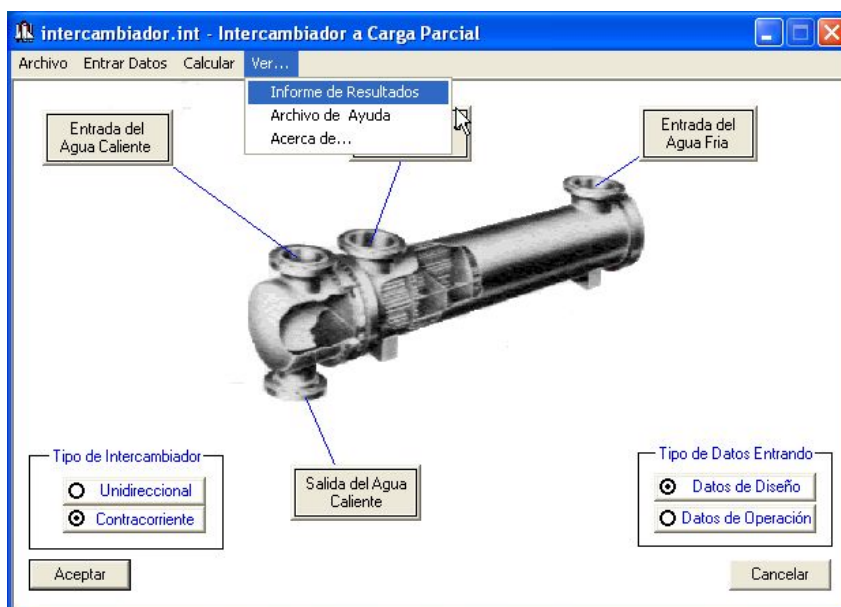 intercambiador.int - Intercambiador a Carga Parcial
Archivo Entrar Datos Calcular Ver...
Informe de Resultados
Archivo de Ayuda
Acerca de...
Entrada del
Agua Caliente
Entrada del
Agua Fria
Salida del Agua
Caliente
Tipo de Intercambiador
Unidireccional
Contracorriente
Tipo de Datos Entrando
Datos de Diseño
Datos de Operación
Aceptar
Cancelar